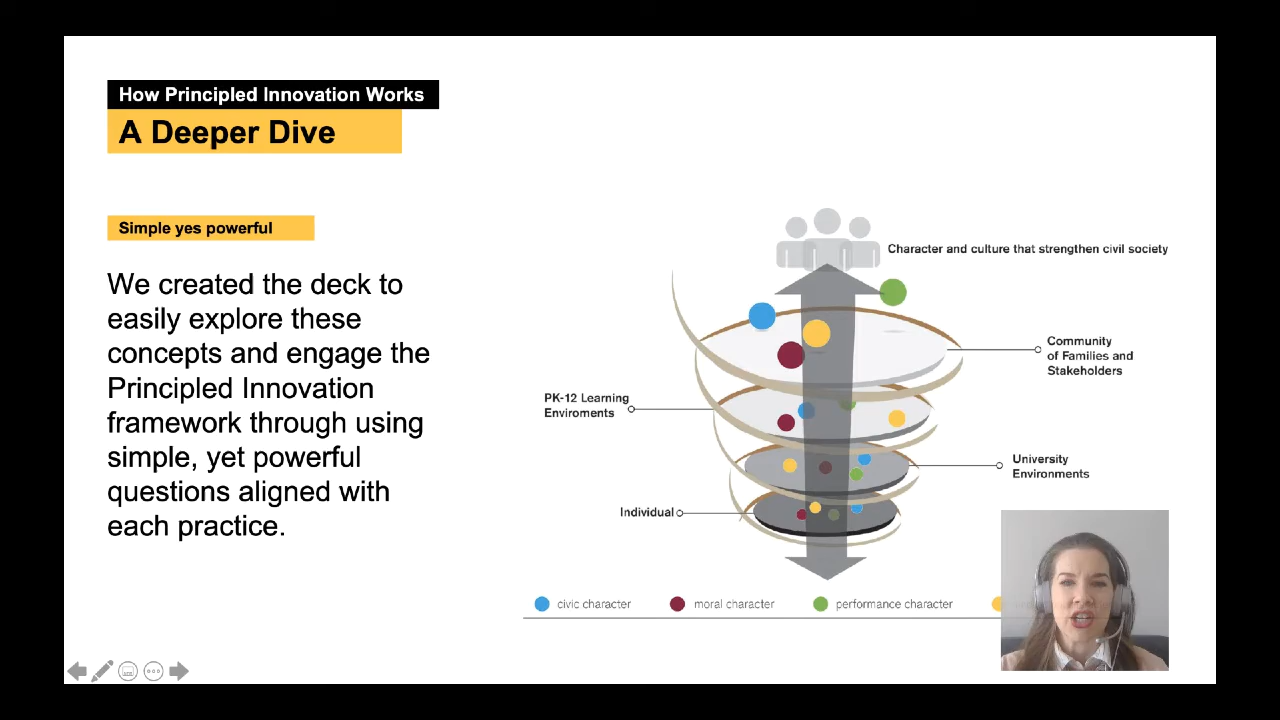 How Principled Innovation Works
A Deeper Dive
Simple yes powerful
We created the deck to
easily explore these
concepts and engage the
Principled Innovation
framework through using
simple, yet powerful
questions aligned with
each practice.
Character and culture that strengthen civil society
Community
of Families and
Stakeholders
PK-12 Learning
Enviroments
University
Environments
Individual
civic character
moral character
performance character